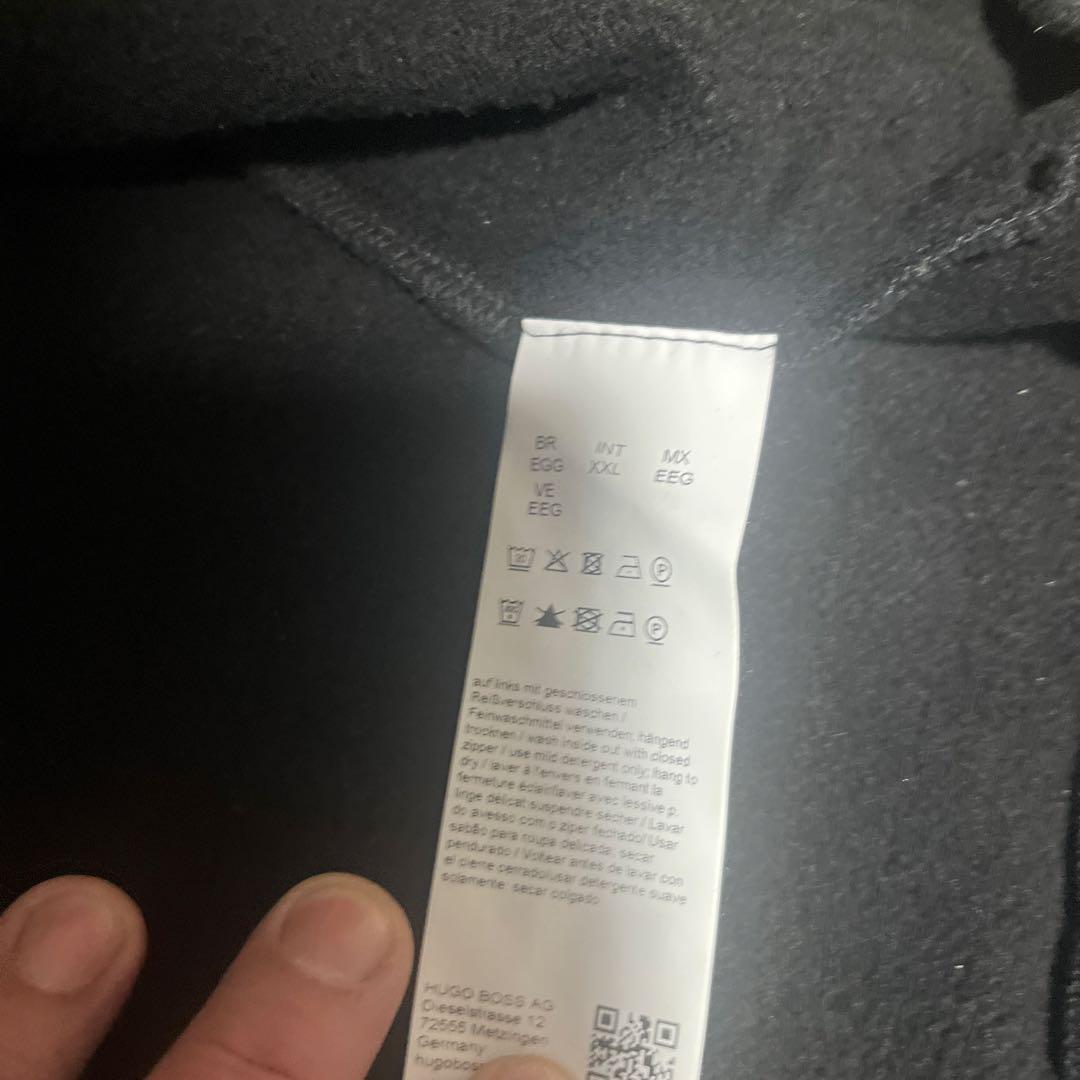 BR INT MX
EGG XXL EEG
VE
EEG
auf links mit geschlossenem
Reißverschluss waschen /
Feinwaschmittel verwenden; hängend
trocknen / wash inside out with closed
zipper / use mild detergent only; hang to
dry / laver à l'envers en fermant la
fermeture éclair/laver avec lessive p.
linge délicat suspendre sécher / Lavar
do avesso com o ziper fechado/ Usar
sabão para roupa delicada; secar
pendurado / Voltear antes de lavar con
el cierre cerrado/usar detergente suave
solamente; secar colgado
HUGO BOSS AG
Dieselstrasse 12
72555 Metzingen
Germany